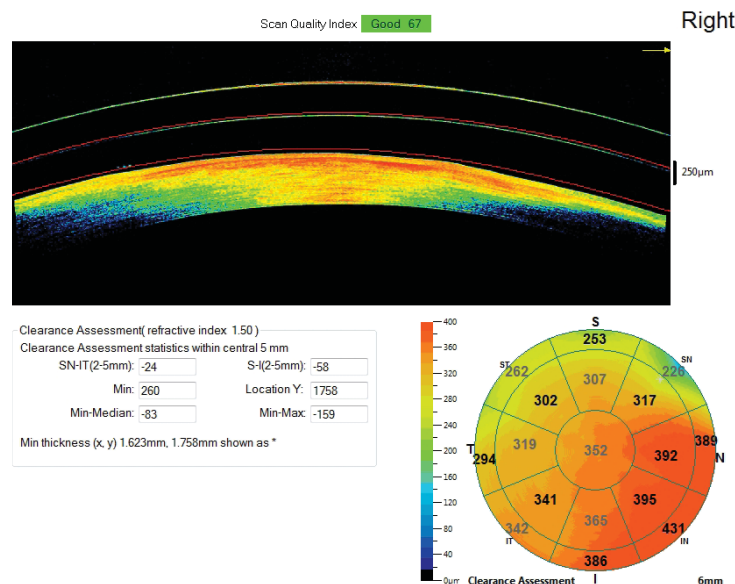 Scan Quality Index Good 67
Right
250µm
Clearance Assessment( refractive index 1.50 )
Clearance Assessment statistics within central 5 mm
SN-IT(2-5mm): -24 S-I(2-5mm): -58
Min: 260 Location Y: 1758
Min-Median: -83 Min-Max: -159
Min thickness (x, y) 1.623mm, 1.758mm shown as *
400
360
320
280
240
200
160
120
80
40
0µm
S
253
ST 262 SN 226
307
302 317
T 294 319 352 392 389 N
341 395
365
342 IT 431 IN
386
I
Clearance Assessment 6mm